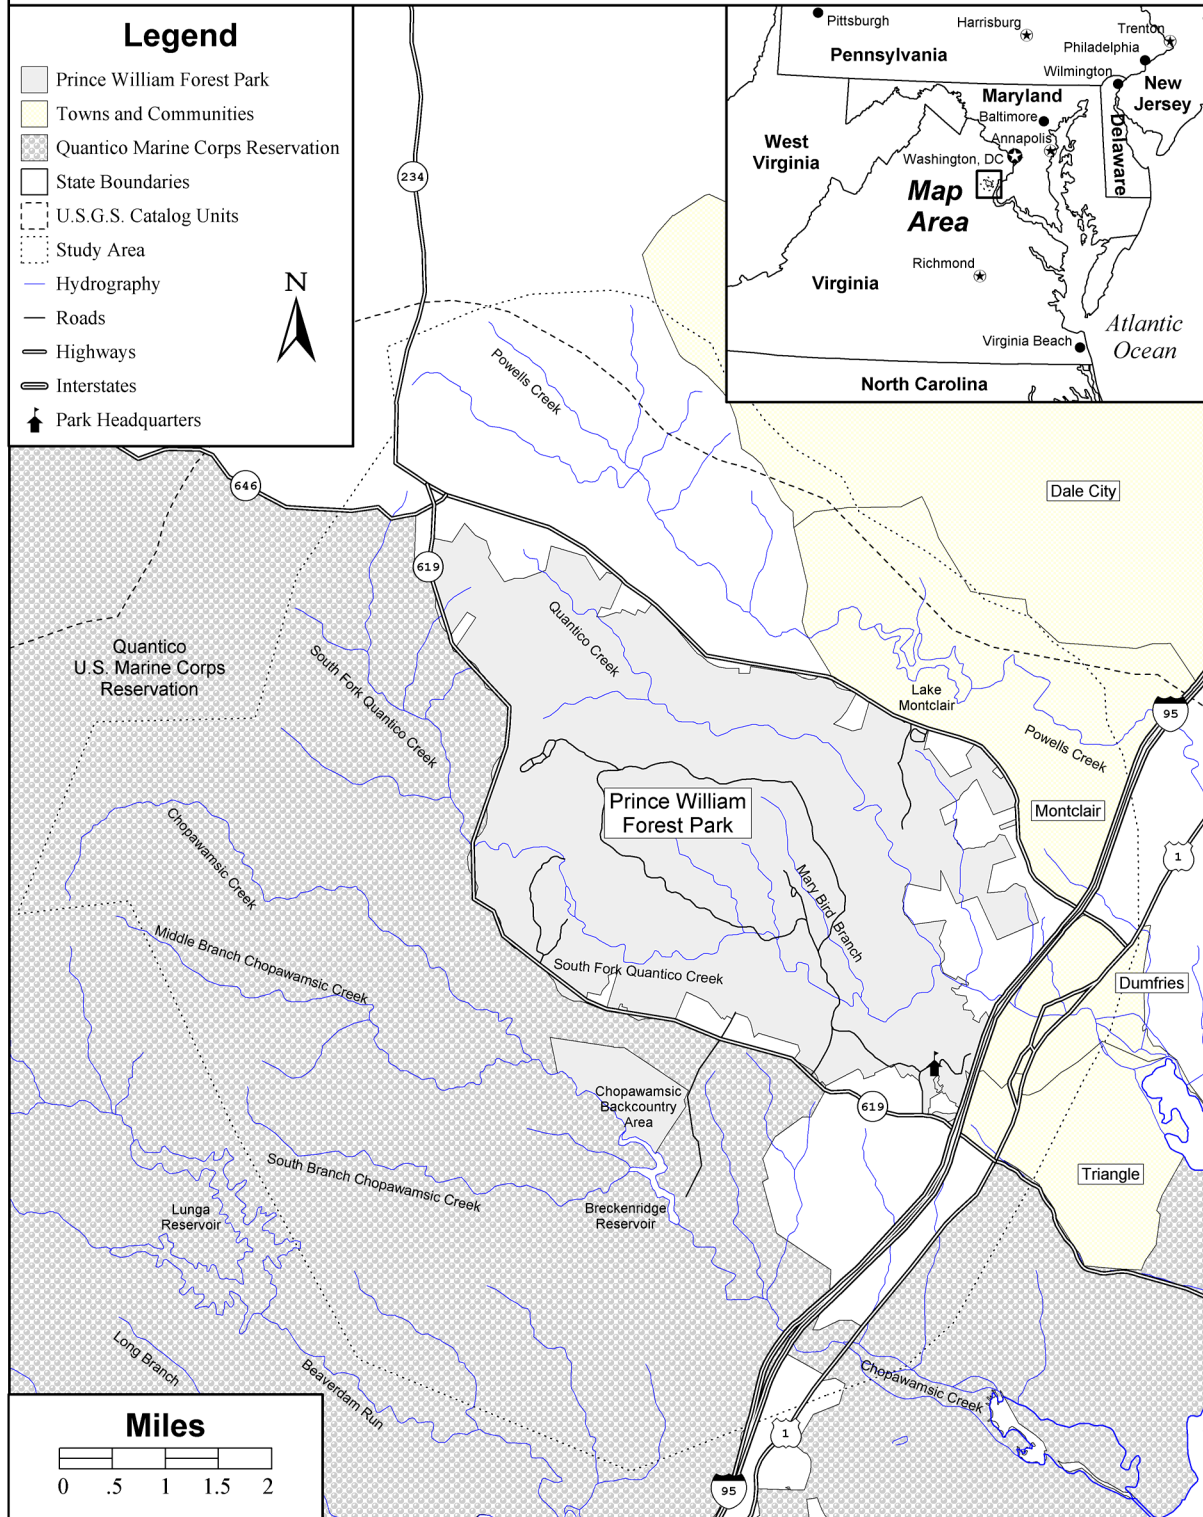 Legend
Prince William Forest Park
Towns and Communities
Quantico Marine Corps Reservation
State Boundaries
U.S.G.S. Catalog Units
Study Area
Hydrography
Roads
Highways
Interstates
Park Headquarters
N
Pittsburgh
Harrisburg
Trenton
Pennsylvania
Philadelphia
Wilmington
New
Jersey
Maryland
Baltimore
Annapolis
Delaware
West
Virginia
Washington, DC
Map
Area
Richmond
Virginia
Atlantic
Ocean
Virginia Beach
North Carolina
234
Powells Creek
646
Dale City
619
Quantico Creek
Quantico
U.S. Marine Corps
Reservation
South Fork Quantico Creek
Lake
Montclair
95
Powells Creek
Prince William
Forest Park
Montclair
1
Chopawamsic Creek
Mary Bird Branch
Middle Branch Chopawamsic Creek
South Fork Quantico Creek
Dumfries
Chopawamsic
Backcountry
Area
619
South Branch Chopawamsic Creek
Triangle
Lunga
Reservoir
Breckenridge
Reservoir
Long Branch
Beaverdam Run
Chopawamsic Creek
1
95
Miles
0 .5 1 1.5 2